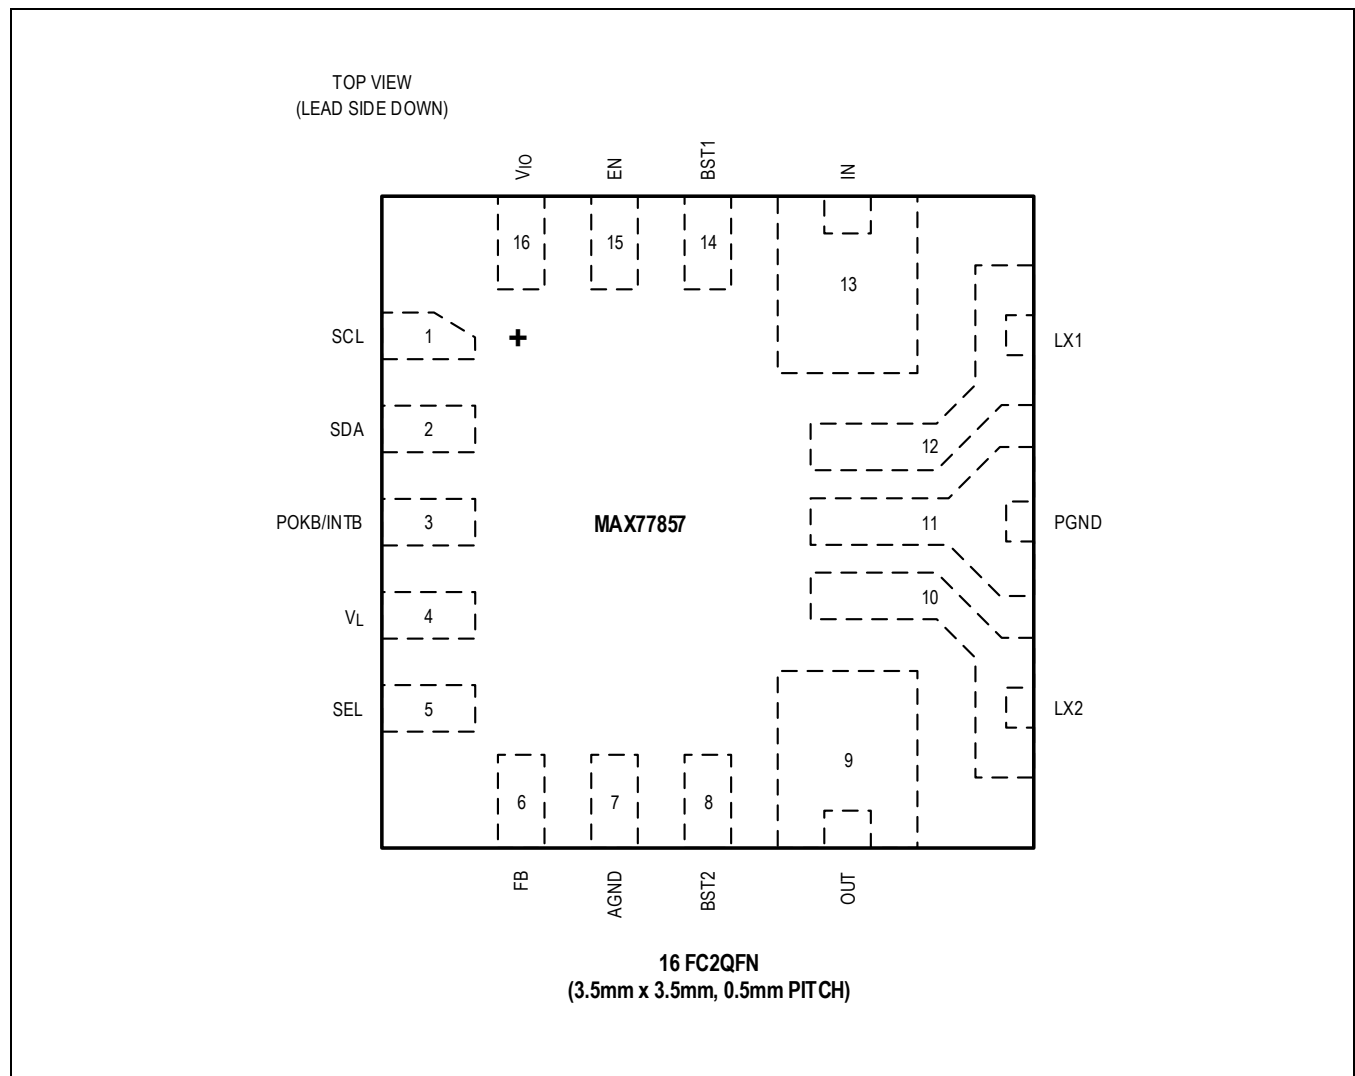 TOP VIEW
(LEAD SIDE DOWN)
VIO
EN
BST1
IN
16
15
14
13
SCL
1
+
LX1
SDA
2
12
POKB/INTB
3
MAX77857
11
PGND
10
VL
4
SEL
5
LX2
9
6
7
8
FB
AGND
BST2
OUT
16 FC2QFN
(3.5mm x 3.5mm, 0.5mm PITCH)